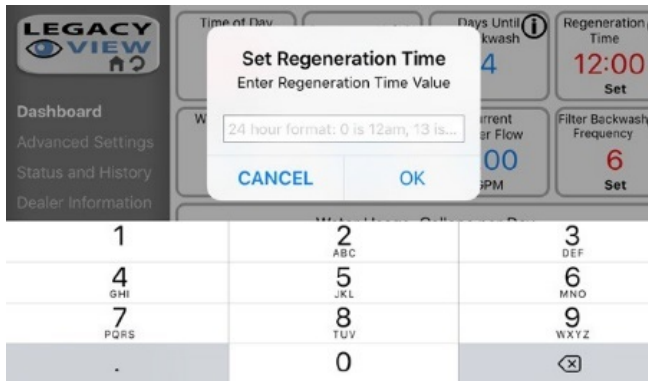 LEGACY
VIEW
Dashboard
Advanced Settings
Status and History
Dealer Information
Time of Day
Days Until
kwash
4
Regeneration
Time
12:00
Set
Set Regeneration Time
Enter Regeneration Time Value
24 hour format: 0 is 12am, 13 is...
CANCEL
OK
W
urrent
er Flow
00
GPM
Filter Backwash
Frequency
6
Set
1
2
ABC
3
DEF
4
GHI
5
JKL
6
MNO
7
PQRS
8
TUV
9
WXYZ
.
0